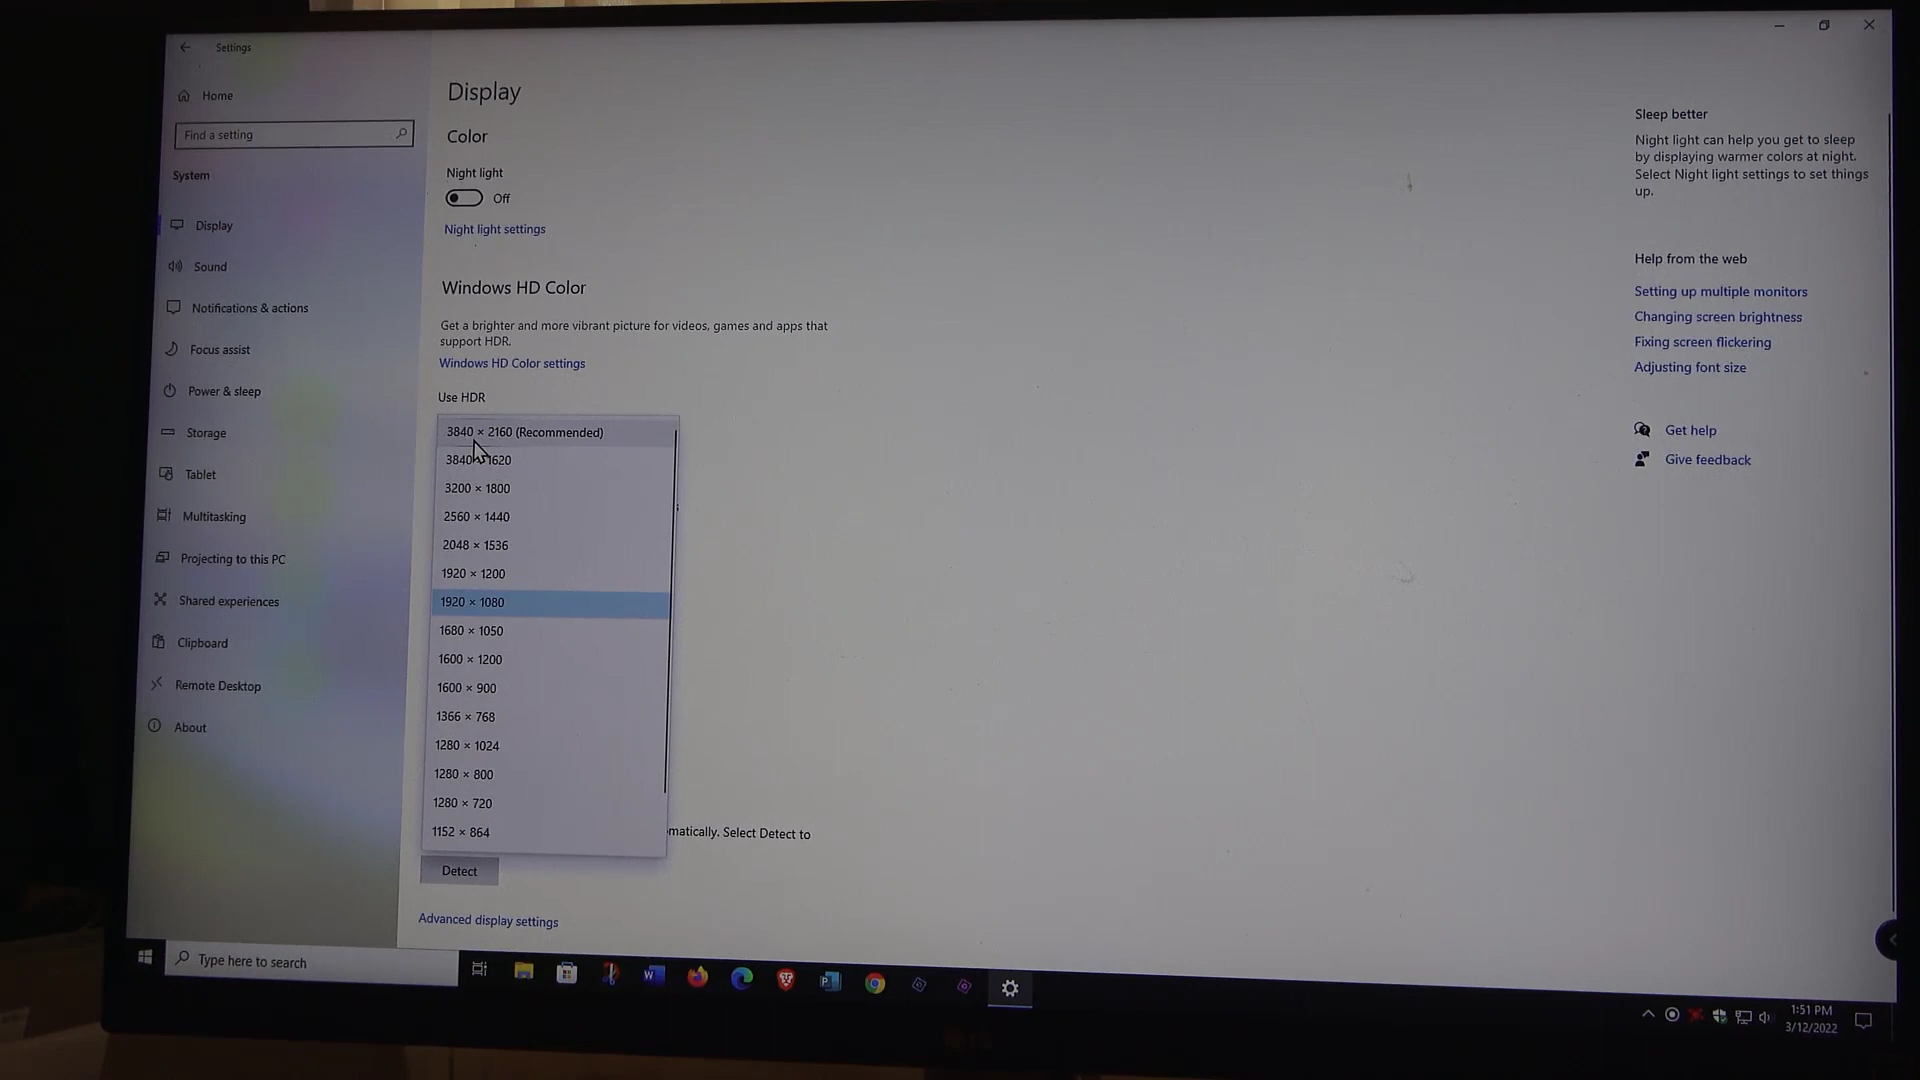 Settings
Home
Find a setting
System
Display
Sound
Notifications & actions
Focus assist
Power & sleep
Storage
Tablet
Multitasking
Projecting to this PC
Shared experiences
Clipboard
Remote Desktop
About
Display
Color
Night light
Off
Night light settings
Windows HD Color
Get a brighter and more vibrant picture for videos, games and apps that
support HDR.
Windows HD Color settings
Use HDR
3840 × 2160 (Recommended)
3840 × 1620
3200 × 1800
2560 × 1440
2048 × 1536
1920 × 1200
1920 × 1080
1680 × 1050
1600 × 1200
1600 × 900
1366 × 768
1280 × 1024
1280 × 800
1280 × 720
1152 × 864
matically. Select Detect to
Detect
Advanced display settings
Sleep better
Night light can help you get to sleep
by displaying warmer colors at night.
Select Night light settings to set things
up.
Help from the web
Setting up multiple monitors
Changing screen brightness
Fixing screen flickering
Adjusting font size
Get help
Give feedback
Type here to search
1:51 PM
3/12/2022